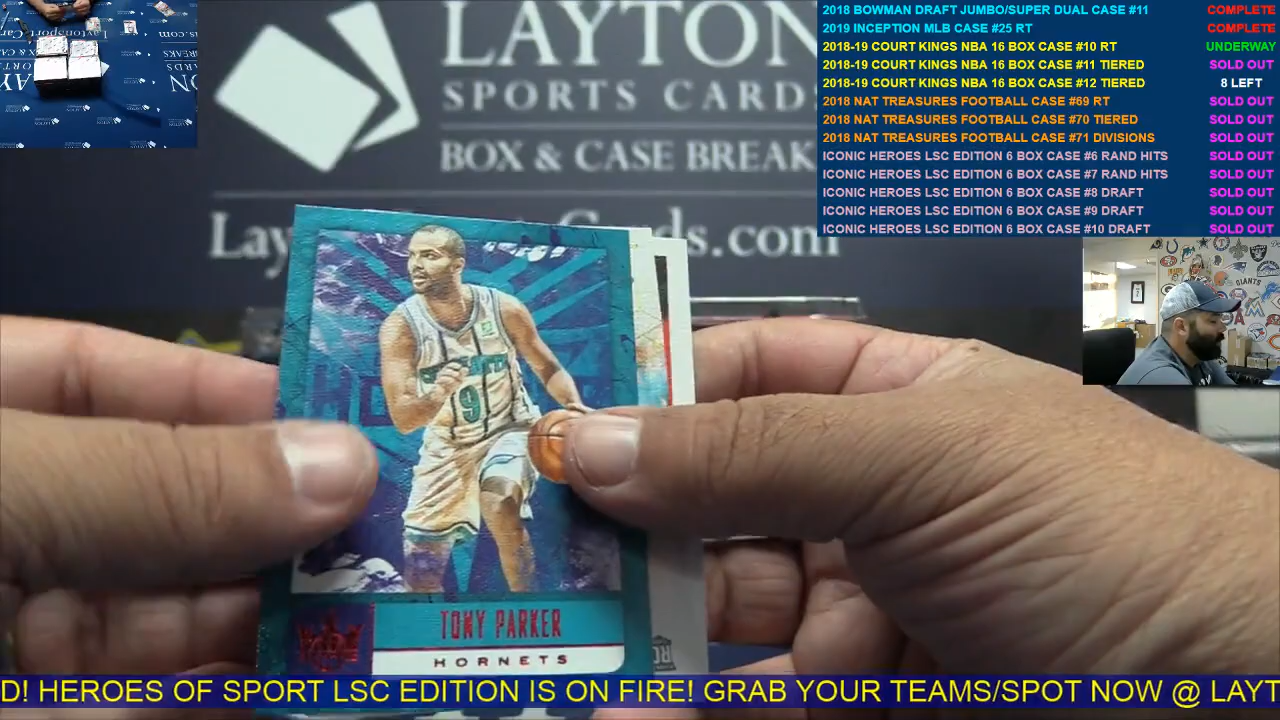 LAYTON
SPORTS CARDS
BOX & CASE BREAK
Lay
s.com
2018 BOWMAN DRAFT JUMBO/SUPER DUAL CASE #11 COMPLETE
2019 INCEPTION MLB CASE #25 RT COMPLETE
2018-19 COURT KINGS NBA 16 BOX CASE #10 RT UNDERWAY
2018-19 COURT KINGS NBA 16 BOX CASE #11 TIERED SOLD OUT
2018-19 COURT KINGS NBA 16 BOX CASE #12 TIERED 8 LEFT
2018 NAT TREASURES FOOTBALL CASE #69 RT SOLD OUT
2018 NAT TREASURES FOOTBALL CASE #70 TIERED SOLD OUT
2018 NAT TREASURES FOOTBALL CASE #71 DIVISIONS SOLD OUT
ICONIC HEROES LSC EDITION 6 BOX CASE #6 RAND HITS SOLD OUT
ICONIC HEROES LSC EDITION 6 BOX CASE #7 RAND HITS SOLD OUT
ICONIC HEROES LSC EDITION 6 BOX CASE #8 DRAFT SOLD OUT
ICONIC HEROES LSC EDITION 6 BOX CASE #9 DRAFT SOLD OUT
ICONIC HEROES LSC EDITION 6 BOX CASE #10 DRAFT SOLD OUT
GIANTS
9
TONY PARKER
HORNETS
RC
D! HEROES OF SPORT LSC EDITION IS ON FIRE! GRAB YOUR TEAMS/SPOT NOW @ LAYT